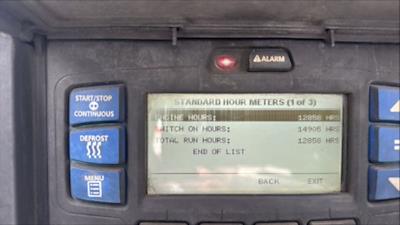 ALARM
START/STOP
CONTINUOUS
DEFROST
MENU
STANDARD HOUR METERS (1 of 3)
ENGINE HOURS: 12858 HRS
SWITCH ON HOURS: 14905 HRS
TOTAL RUN HOURS: 12858 HRS
END OF LIST
BACK EXIT